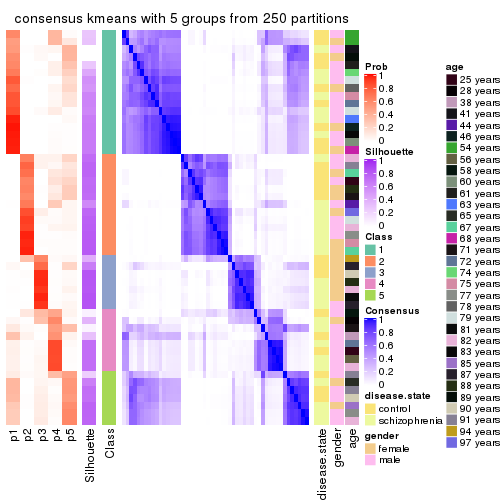 consensus kmeans with 5 groups from 250 partitions
p1
p2
p3
p4
p5
Silhouette
Class
disease.state
gender
age
Prob
1
0.8
0.6
0.4
0.2
0
Silhouette
1
0.8
0.6
0.4
0.2
0
Class
1
2
3
4
5
Consensus
1
0.8
0.6
0.4
0.2
0
disease.state
control
schizophrenia
gender
female
male
age
25 years
28 years
38 years
41 years
44 years
46 years
54 years
56 years
58 years
60 years
61 years
63 years
65 years
67 years
68 years
71 years
72 years
74 years
75 years
77 years
78 years
79 years
81 years
82 years
83 years
85 years
87 years
88 years
89 years
90 years
91 years
94 years
97 years